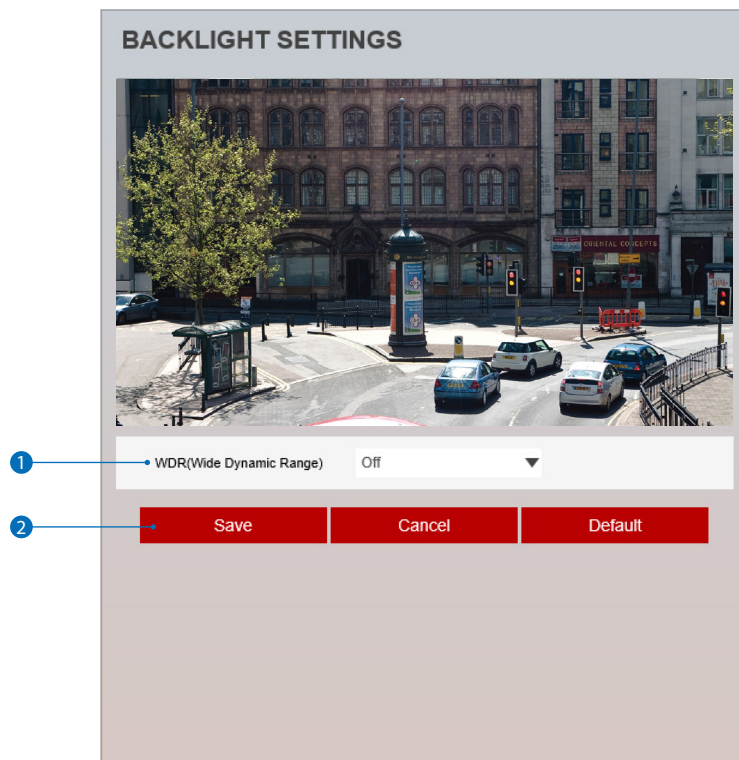 BACKLIGHT SETTINGS
ORIENTAL CONCEPTS
1
WDR(Wide Dynamic Range) Off
2
Save Cancel Default